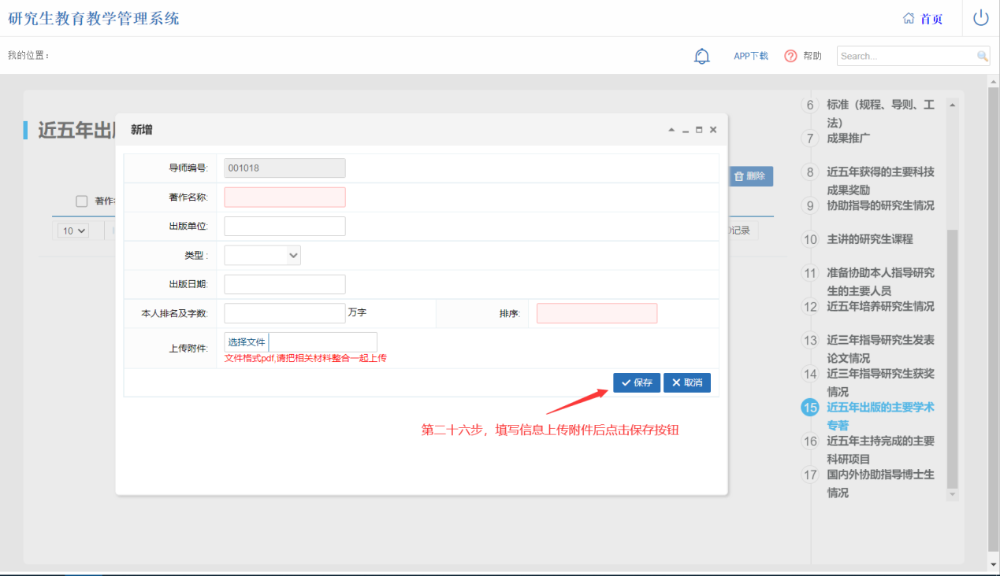 研究生教育教学管理系统
首页
我的位置：
APP下载
帮助
Search...
近五年出
新增
删除
著作
10
记录
导师编号:
001018
著作名称:
出版单位:
类型 :
出版日期:
本人排名及字数:
万字
排序:
上传附件:
选择文件
文件格式pdf,请把相关材料整合一起上传
保存
取消
第二十六步，填写信息上传附件后点击保存按钮
6 标准（规程、导则、工
法）
7 成果推广
8 近五年获得的主要科技
成果奖励
9 协助指导的研究生情况
10 主讲的研究生课程
11 准备协助本人指导研究
生的主要人员
12 近五年培养研究生情况
13 近三年指导研究生发表
论文情况
14 近三年指导研究生获奖
情况
15 近五年出版的主要学术
专著
16 近五年主持完成的主要
科研项目
17 国内外协助指导博士生
情况